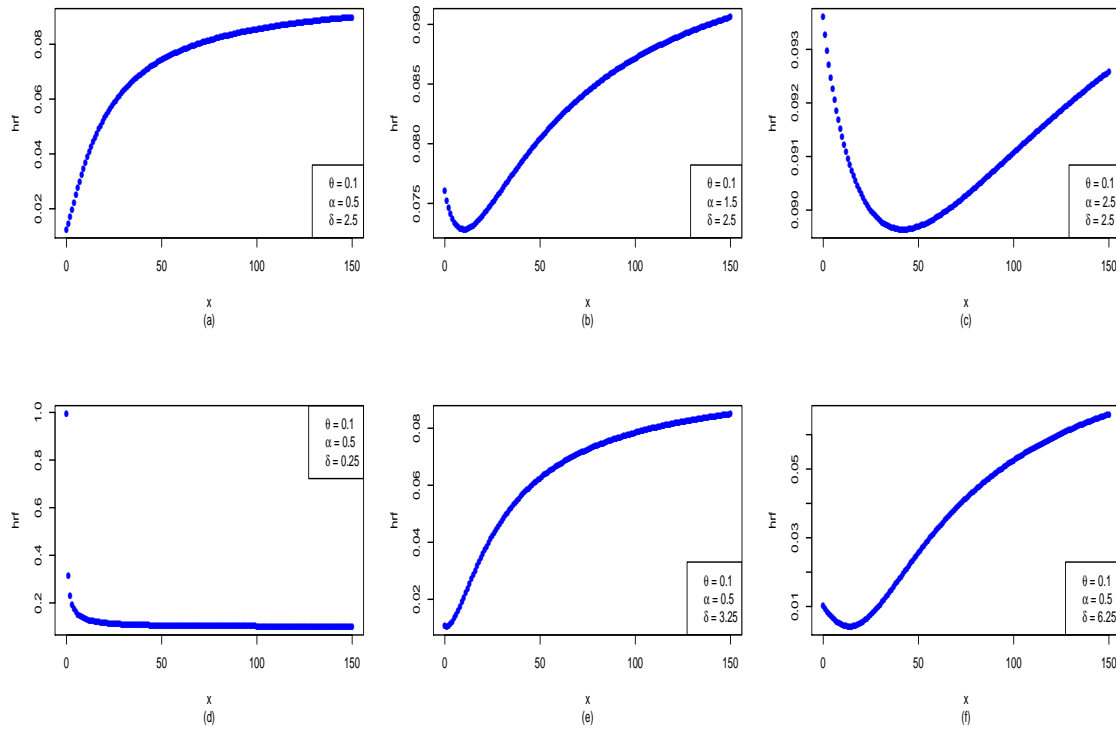 hrf
0.02 0.04 0.06 0.08
θ = 0.1
α = 0.5
δ = 2.5
0 50 100 150
x
(a)
hrf
0.075 0.080 0.085 0.090
θ = 0.1
α = 1.5
δ = 2.5
0 50 100 150
x
(b)
hrf
0.090 0.091 0.092 0.093
θ = 0.1
α = 2.5
δ = 2.5
0 50 100 150
x
(c)
hrf
0.2 0.4 0.6 0.8 1.0
θ = 0.1
α = 0.5
δ = 0.25
0 50 100 150
x
(d)
hrf
0.02 0.04 0.06 0.08
θ = 0.1
α = 0.5
δ = 3.25
0 50 100 150
x
(e)
hrf
0.01 0.03 0.05
θ = 0.1
α = 0.5
δ = 6.25
0 50 100 150
x
(f)